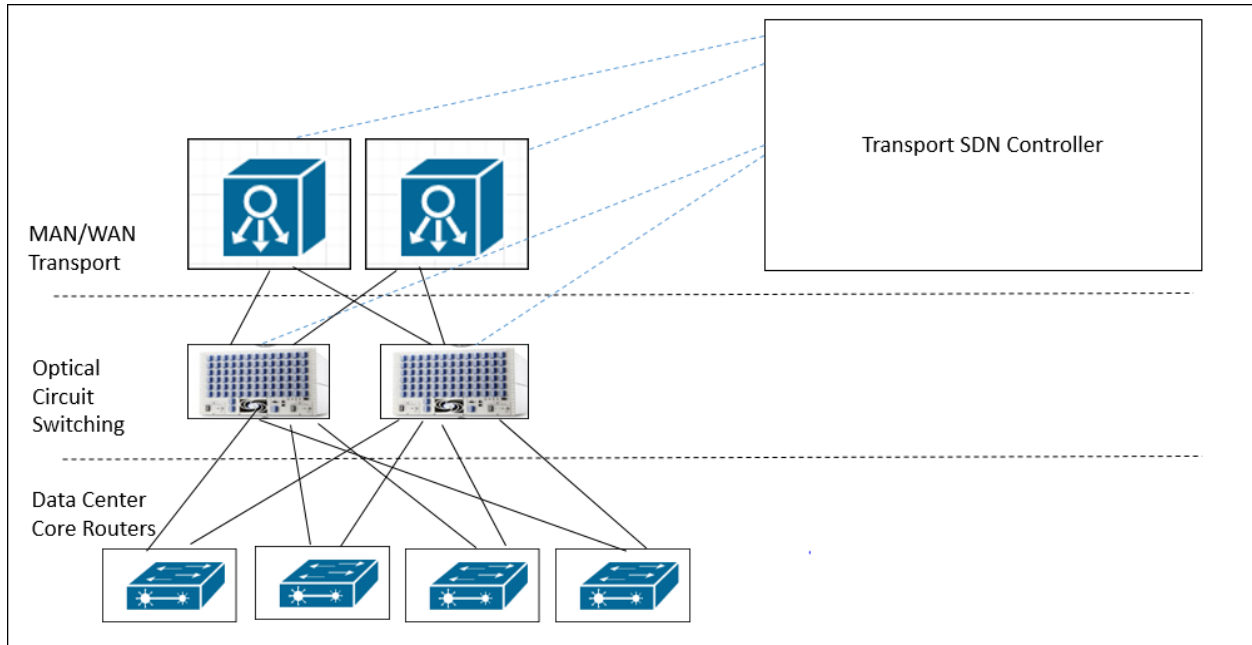 Transport SDN Controller
MAN/WAN
Transport
Optical
Circuit
Switching
Data Center
Core Routers